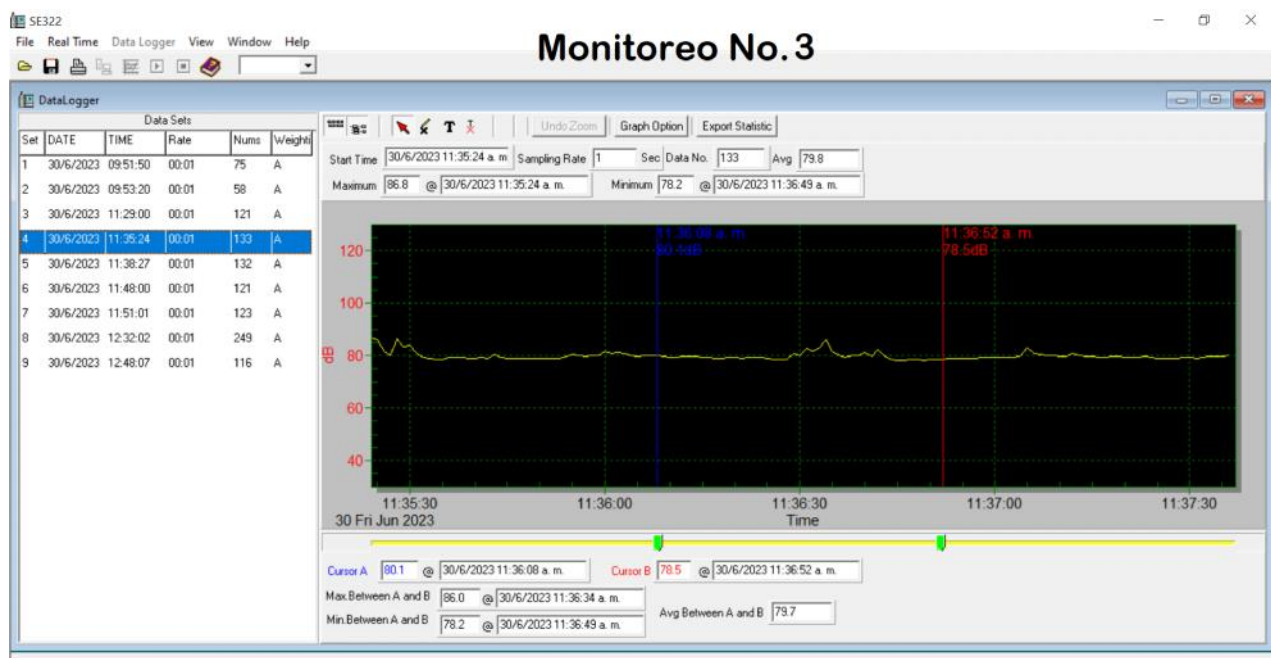 SE322
Monitoreo No.3
File Real Time Data Logger View Window Help
DataLogger
Data Sets
Set DATE TIME Rate Nums Weighti
1 30/6/2023 09:51:50 00:01 75 A
2 30/6/2023 09:53:20 00:01 58 A
3 30/6/2023 11:29:00 00:01 121 A
4 30/6/2023 11:35:24 00:01 133 A
5 30/6/2023 11:38:27 00:01 132 A
6 30/6/2023 11:48:00 00:01 121 A
7 30/6/2023 11:51:01 00:01 123 A
8 30/6/2023 12:32:02 00:01 249 A
9 30/6/2023 12:48:07 00:01 116 A
T Undo Zoom Graph Option Export Statistic
Start Time 30/6/2023 11:35:24 a. m. Sampling Rate 1 Sec Data No. 133 Avg 79.8
Maximum 86.8 @ 30/6/2023 11:35:24 a. m. Minimum 78.2 @ 30/6/2023 11:36:49 a. m.
11:36:08 a. m. 11:36:52 a. m.
80.1dB 78.5dB
120
100
dB 80
60
40
11:35:30 11:36:00 11:36:30 11:37:00 11:37:30
30 Fri Jun 2023 Time
Cursor A 80.1 @ 30/6/2023 11:36:08 a. m. Cursor B 78.5 @ 30/6/2023 11:36:52 a. m.
Max.Between A and B 86.0 @ 30/6/2023 11:36:34 a. m.
Avg Between A and B 79.7
Min.Between A and B 78.2 @ 30/6/2023 11:36:49 a. m.